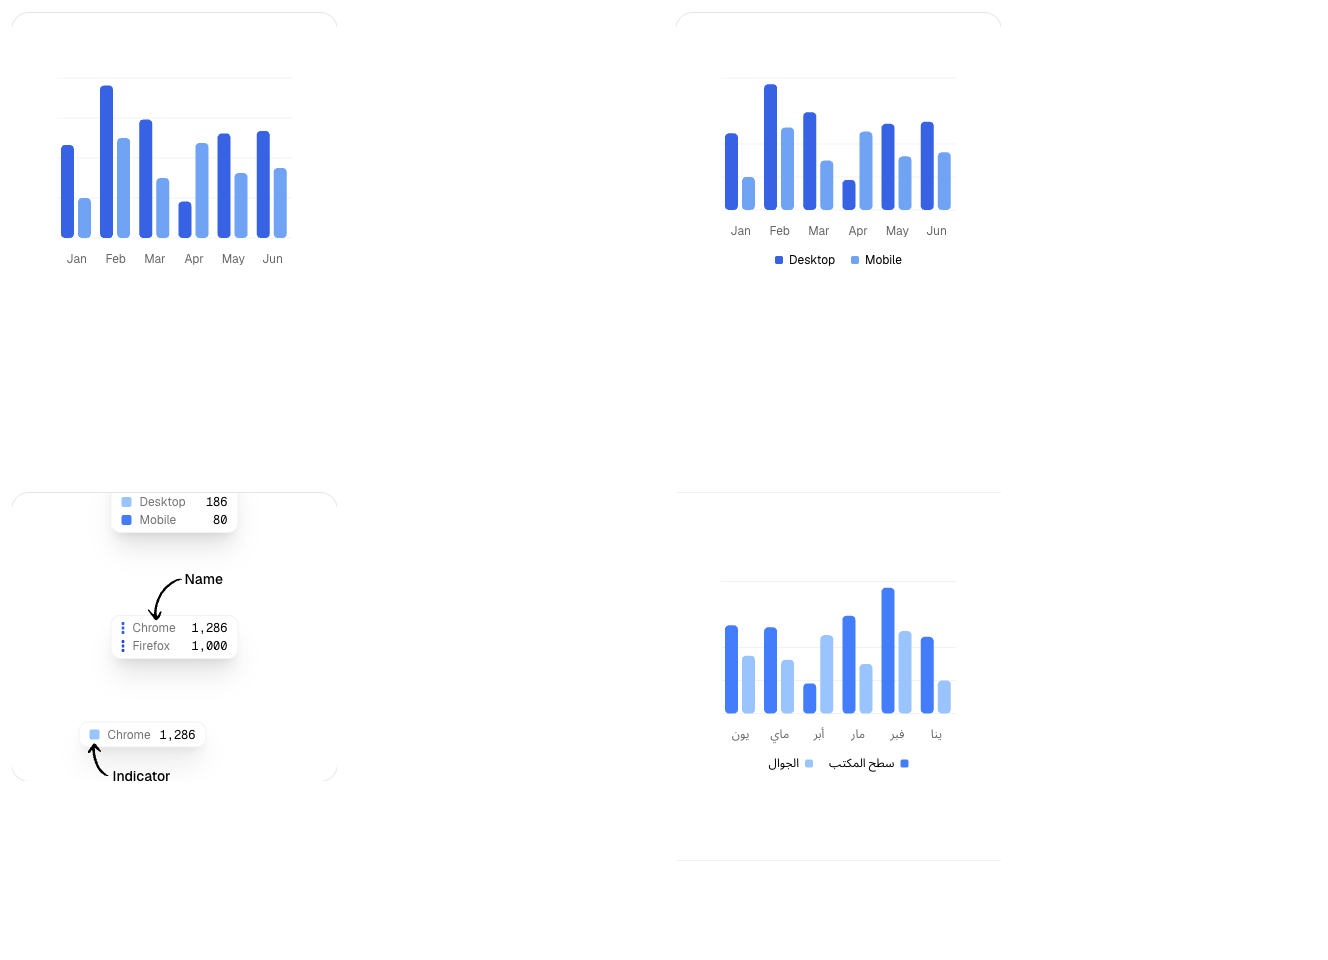 Jan Feb Mar Apr May Jun
Jan Feb Mar Apr May Jun
Desktop Mobile
Desktop 186
Mobile 80
Name
Chrome 1,286
Firefox 1,000
Chrome 1,286
Indicator
ينا فبر مار أبر ماي يون
سطح المكتب الجوال